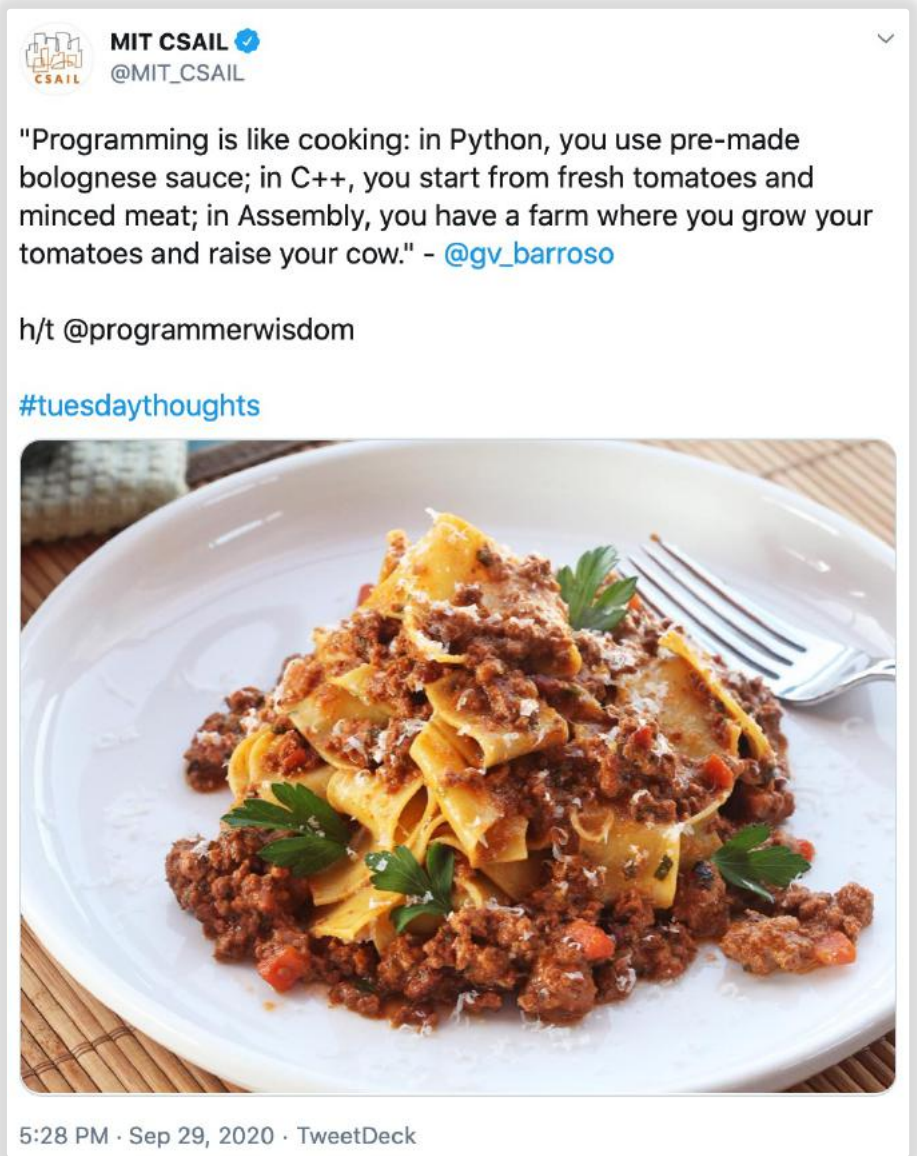 MIT CSAIL
CSAIL
@MIT_CSAIL
"Programming is like cooking: in Python, you use pre-made
bolognese sauce; in C++, you start from fresh tomatoes and
minced meat; in Assembly, you have a farm where you grow your
tomatoes and raise your cow." - @gv_barroso
h/t @programmerwisdom
#tuesdaythoughts
5:28 PM · Sep 29, 2020 · TweetDeck